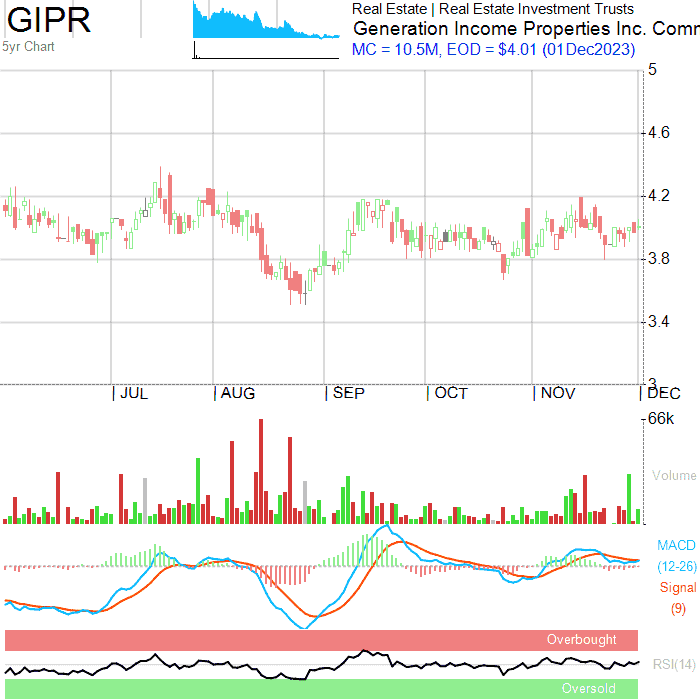 GIPR
5yr Chart
Real Estate | Real Estate Investment Trusts
Generation Income Properties Inc. Comm
MC = 10.5M, EOD = $4.01 (01Dec2023)
5
4.6
4.2
3.8
3.4
3
| JUL | AUG | SEP | OCT | NOV | DEC
66k
Volume
MACD
(12-26)
Signal
(9)
Overbought
RSI(14)
Oversold